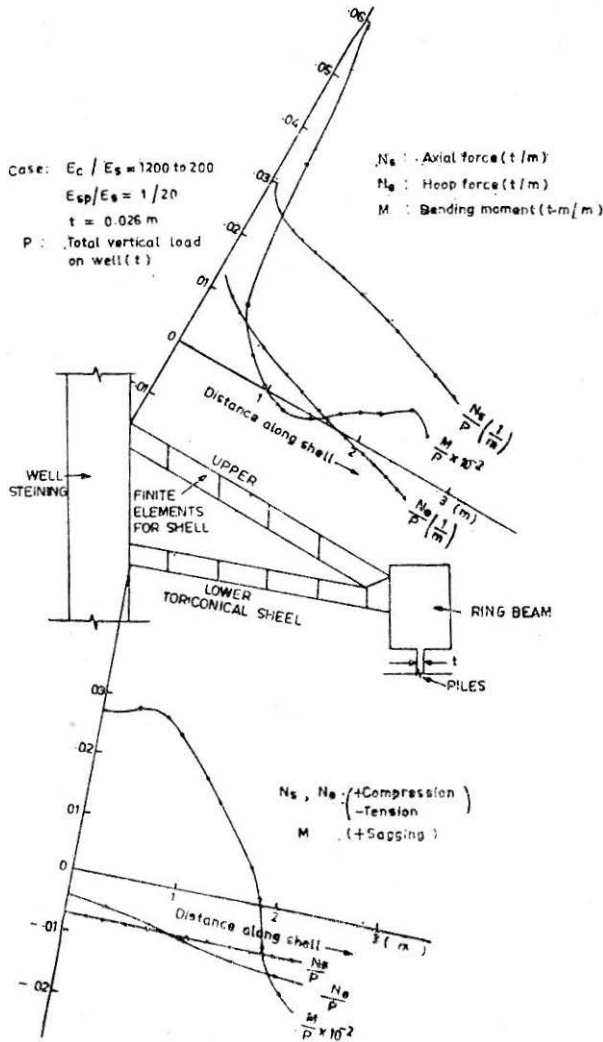 .06
.05
.04
.03
.02
.01
0
-.01
Case: Ec / Es = 1200 to 200
Esp/Es = 1/20
t = 0.026 m
P : Total vertical load
on well (t)
Ns : Axial force (t/m)
Nθ : Hoop force (t/m)
M : Bending moment (t-m/m)
1
2
3 (m)
Distance along shell
Ns/P (1/m)
M/P × 10-2
Nθ/P (1/m)
WELL
STEINING
UPPER
FINITE
ELEMENTS
FOR SHELL
LOWER
TORICONICAL SHEEL
RING BEAM
t
PILES
.03
.02
.01
0
-.01
-.02
Ns , Nθ : (+Compression
-Tension)
M (+Sagging)
1
2
3 (m)
Distance along shell
Nθ/P
M/P × 10-2